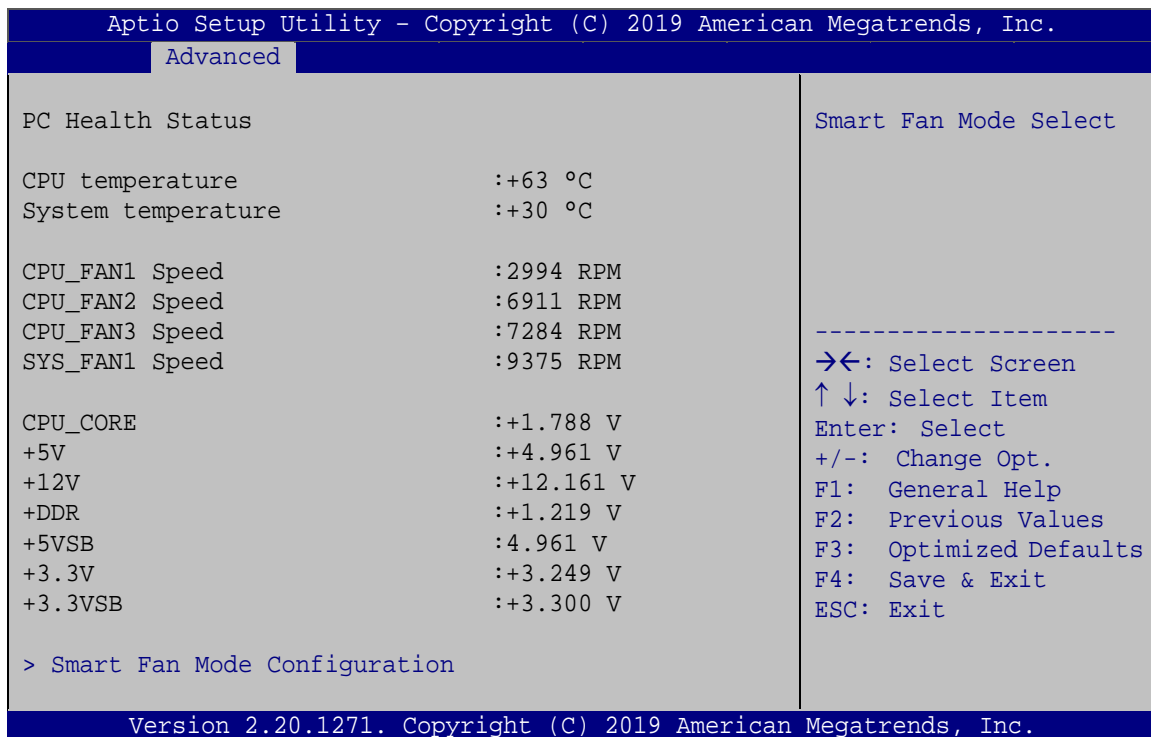 Aptio Setup Utility – Copyright (C) 2019 American Megatrends, Inc.
Advanced
PC Health Status
CPU temperature :+63 ºC
System temperature :+30 ºC
CPU_FAN1 Speed :2994 RPM
CPU_FAN2 Speed :6911 RPM
CPU_FAN3 Speed :7284 RPM
SYS_FAN1 Speed :9375 RPM
CPU_CORE :+1.788 V
+5V :+4.961 V
+12V :+12.161 V
+DDR :+1.219 V
+5VSB :4.961 V
+3.3V :+3.249 V
+3.3VSB :+3.300 V
> Smart Fan Mode Configuration
Smart Fan Mode Select
---------------------
→←: Select Screen
↑ ↓: Select Item
Enter: Select
+/-: Change Opt.
F1: General Help
F2: Previous Values
F3: Optimized Defaults
F4: Save & Exit
ESC: Exit
Version 2.20.1271. Copyright (C) 2019 American Megatrends, Inc.